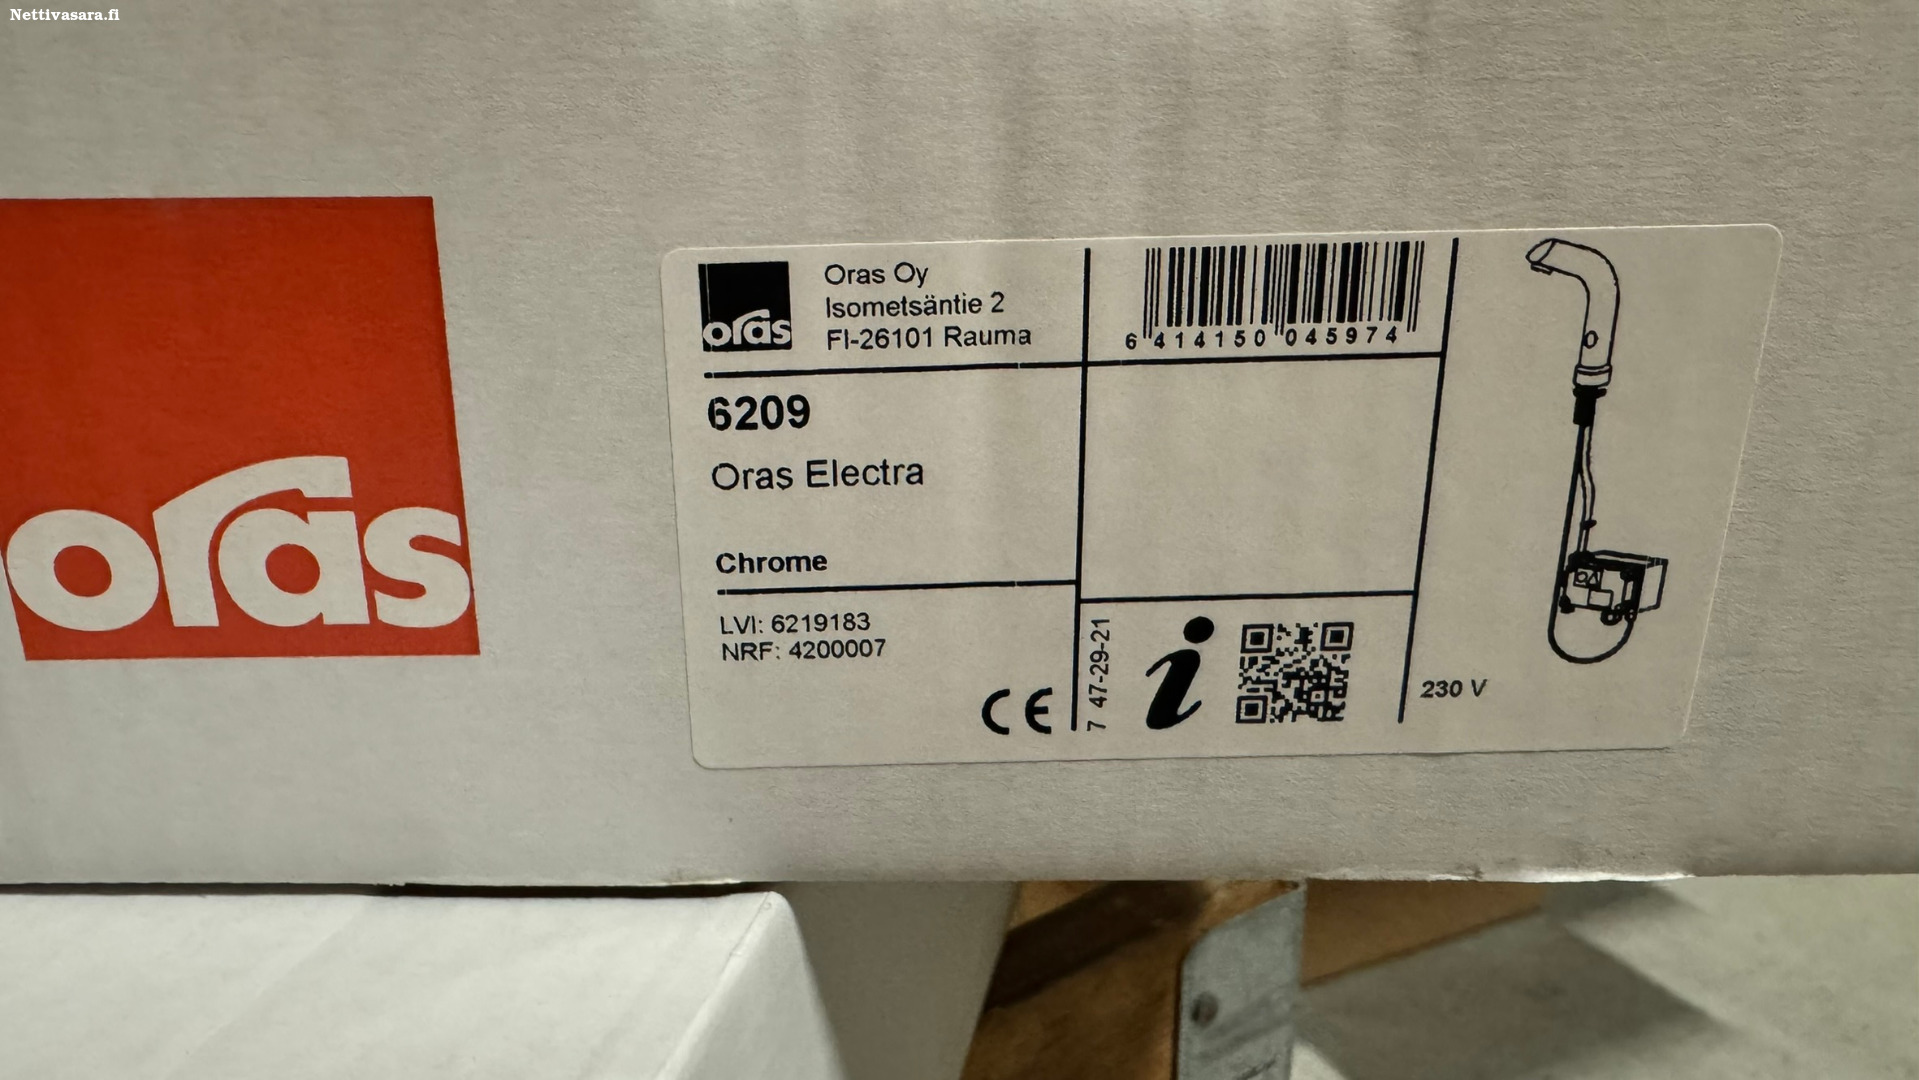 Nettivasara.fi
oras
oras
Oras Oy
Isometsäntie 2
FI-26101 Rauma
6 414150 045974
6209
Oras Electra
Chrome
LVI: 6219183
NRF: 4200007
CE
7 47-29-21
i
230 V